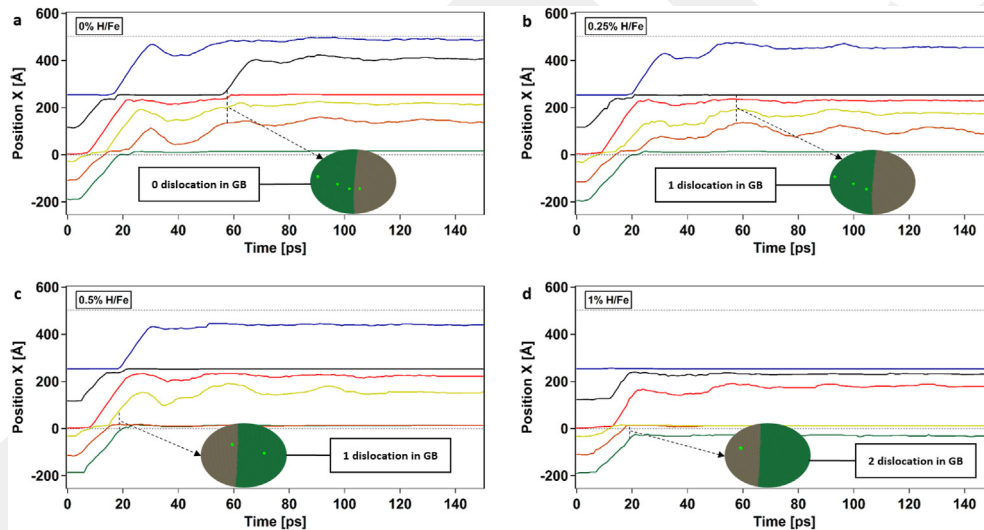 a
0% H/Fe
600
400
200
0
-200
Position X [Å]
0 20 40 60 80 100 120 140
Time [ps]
0 dislocation in GB
b
0.25% H/Fe
600
400
200
0
-200
Position X [Å]
0 20 40 60 80 100 120 140
Time [ps]
1 dislocation in GB
c
0.5% H/Fe
600
400
200
0
-200
Position X [Å]
0 20 40 60 80 100 120 140
Time [ps]
1 dislocation in GB
d
1% H/Fe
600
400
200
0
-200
Position X [Å]
0 20 40 60 80 100 120 140
Time [ps]
2 dislocation in GB